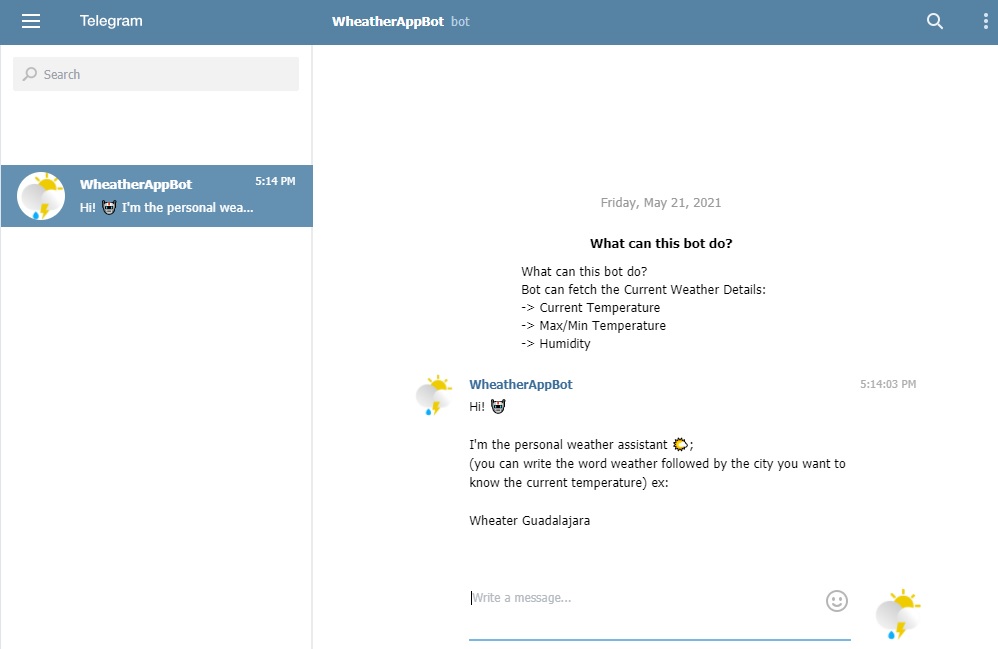 Telegram
WheatherAppBot bot
Search
WheatherAppBot 5:14 PM
Hi! I'm the personal wea...
Friday, May 21, 2021
What can this bot do?
What can this bot do?
Bot can fetch the Current Weather Details:
-> Current Temperature
-> Max/Min Temperature
-> Humidity
WheatherAppBot 5:14:03 PM
Hi!
I'm the personal weather assistant ;
(you can write the word weather followed by the city you want to
know the current temperature) ex:
Wheater Guadalajara
Write a message...